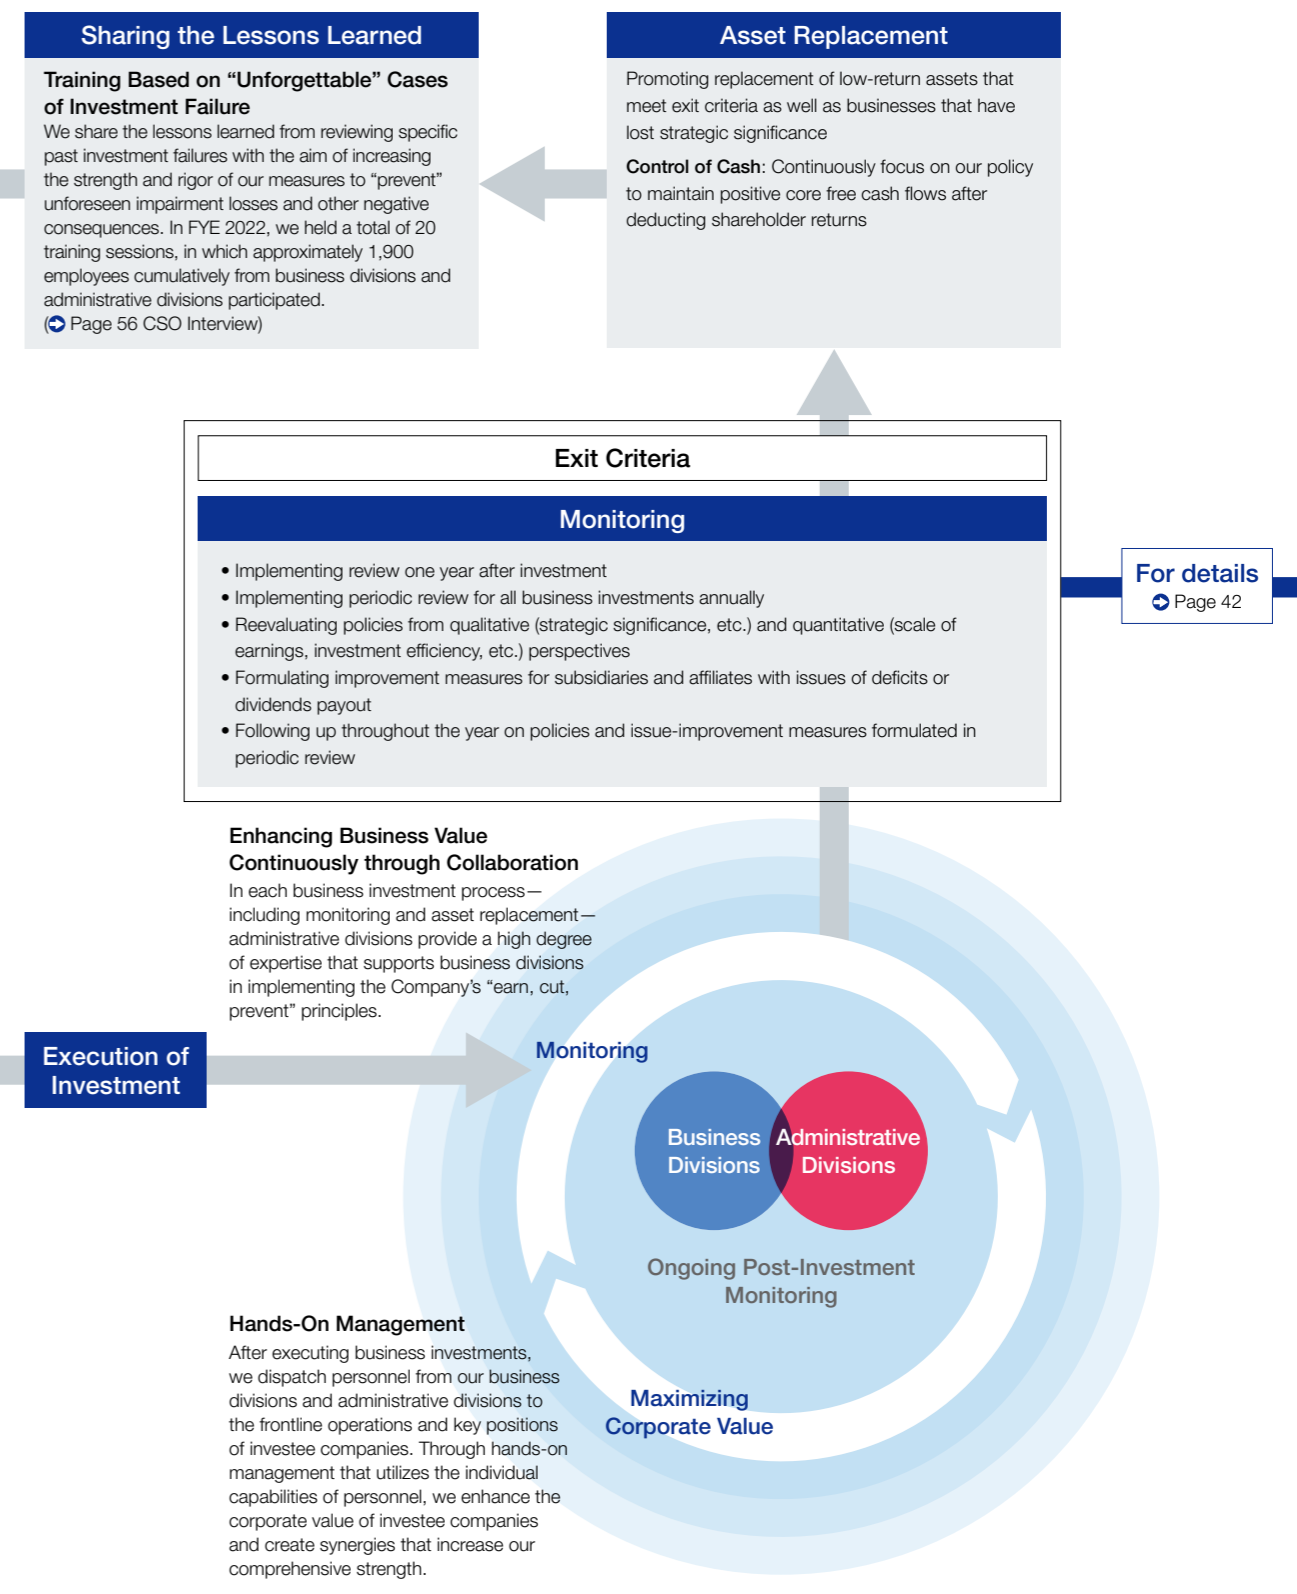 Sharing the Lessons Learned
Training Based on “Unforgettable” Cases
of Investment Failure
We share the lessons learned from reviewing specific
past investment failures with the aim of increasing
the strength and rigor of our measures to “prevent”
unforeseen impairment losses and other negative
consequences. In FYE 2022, we held a total of 20
training sessions, in which approximately 1,900
employees cumulatively from business divisions and
administrative divisions participated.
(Page 56 CSO Interview)
Asset Replacement
Promoting replacement of low-return assets that
meet exit criteria as well as businesses that have
lost strategic significance
Control of Cash: Continuously focus on our policy
to maintain positive core free cash flows after
deducting shareholder returns
Exit Criteria
Monitoring
• Implementing review one year after investment
• Implementing periodic review for all business investments annually
• Reevaluating policies from qualitative (strategic significance, etc.) and quantitative (scale of
earnings, investment efficiency, etc.) perspectives
• Formulating improvement measures for subsidiaries and affiliates with issues of deficits or
dividends payout
• Following up throughout the year on policies and issue-improvement measures formulated in
periodic review
For details
Page 42
Enhancing Business Value
Continuously through Collaboration
In each business investment process—
including monitoring and asset replacement—
administrative divisions provide a high degree
of expertise that supports business divisions
in implementing the Company’s “earn, cut,
prevent” principles.
Execution of
Investment
Monitoring
Business
Divisions
Administrative
Divisions
Ongoing Post-Investment
Monitoring
Maximizing
Corporate Value
Hands-On Management
After executing business investments,
we dispatch personnel from our business
divisions and administrative divisions to
the frontline operations and key positions
of investee companies. Through hands-on
management that utilizes the individual
capabilities of personnel, we enhance the
corporate value of investee companies
and create synergies that increase our
comprehensive strength.